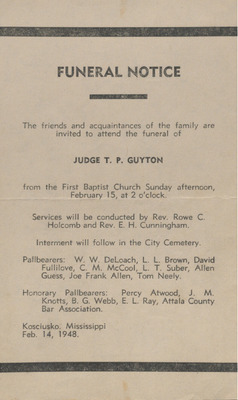 FUNERAL NOTICE
The friends and acquaintances of the family are
invited to attend the funeral of
JUDGE T. P. GUYTON
from the First Baptist Church Sunday afternoon,
February 15, at 2 o'clock.
Services will be conducted by Rev. Rowe C.
Holcomb and Rev. E. H. Cunningham.
Interment will follow in the City Cemetery.
Pallbearers: W. W. DeLoach, L. L. Brown, David
Fullilove, C. M. McCool, L. T. Suber, Allen
Guess, Joe Frank Allen, Tom Neely.
Honorary Pallbearers: Percy Atwood, J. M.
Knotts, B. G. Webb, E. L. Ray, Attala County
Bar Association.
Kosciusko, Mississippi
Feb. 14, 1948.